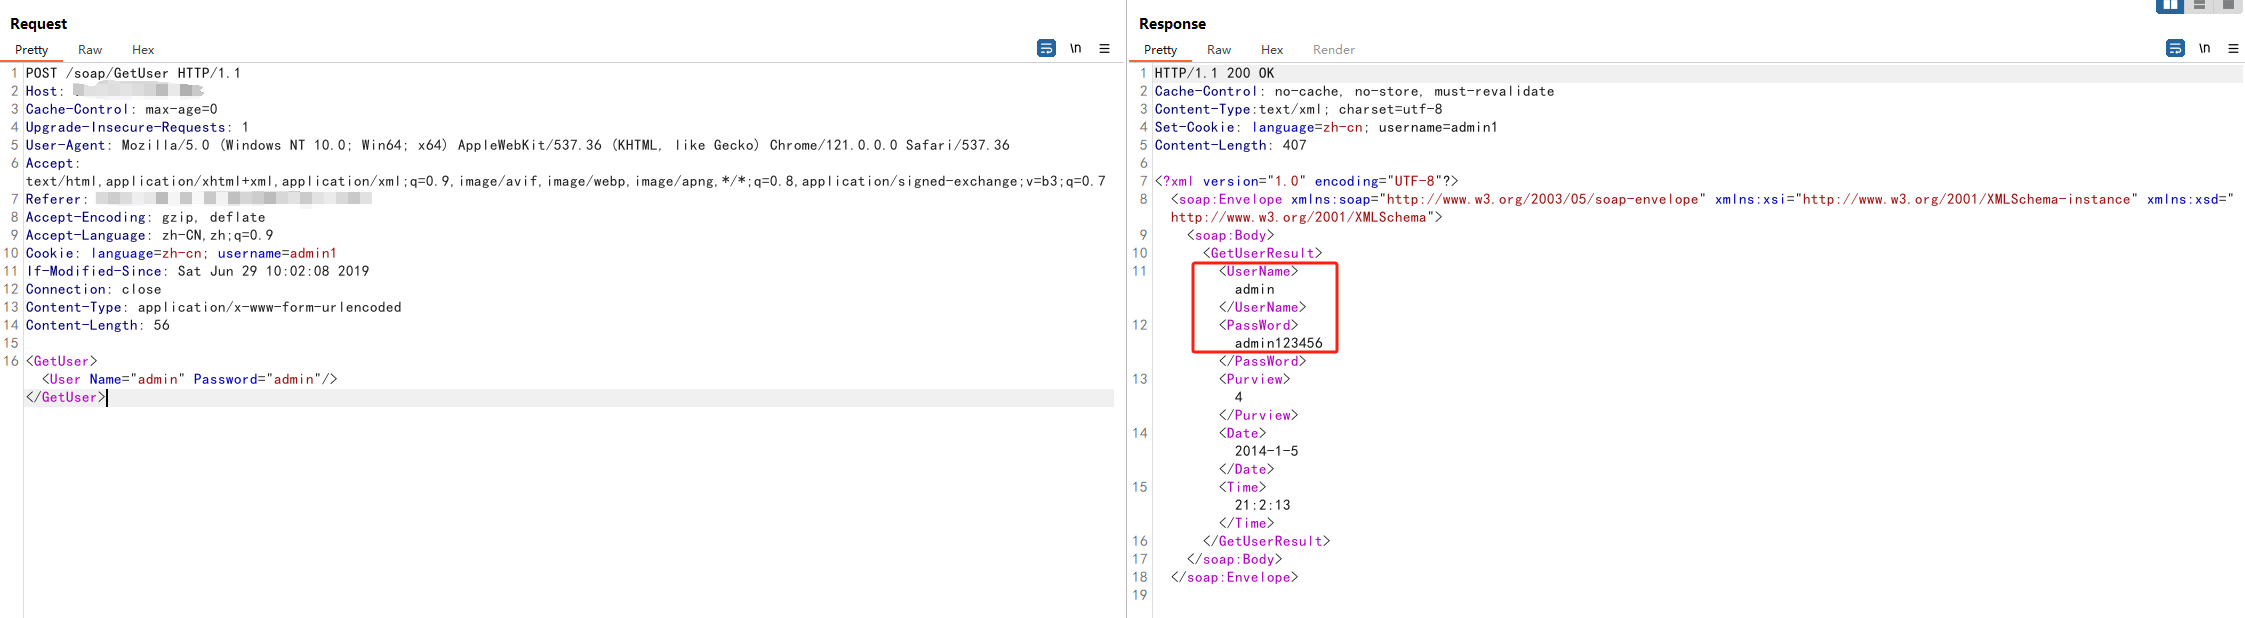 Request
Pretty Raw Hex
\n
1 POST /soap/GetUser HTTP/1.1
2 Host:
3 Cache-Control: max-age=0
4 Upgrade-Insecure-Requests: 1
5 User-Agent: Mozilla/5.0 (Windows NT 10.0; Win64; x64) AppleWebKit/537.36 (KHTML, like Gecko) Chrome/121.0.0.0 Safari/537.36
6 Accept:
text/html,application/xhtml+xml,application/xml;q=0.9,image/avif,image/webp,image/apng,*/*;q=0.8,application/signed-exchange;v=b3;q=0.7
7 Referer:
8 Accept-Encoding: gzip, deflate
9 Accept-Language: zh-CN,zh;q=0.9
10 Cookie: language=zh-cn; username=admin1
11 If-Modified-Since: Sat Jun 29 10:02:08 2019
12 Connection: close
13 Content-Type: application/x-www-form-urlencoded
14 Content-Length: 56
15
16 <GetUser>
<User Name="admin" Password="admin"/>
</GetUser>
Response
Pretty Raw Hex Render
\n
1 HTTP/1.1 200 OK
2 Cache-Control: no-cache, no-store, must-revalidate
3 Content-Type:text/xml; charset=utf-8
4 Set-Cookie: language=zh-cn; username=admin1
5 Content-Length: 407
6
7 <?xml version="1.0" encoding="UTF-8"?>
8 <soap:Envelope xmlns:soap="http://www.w3.org/2003/05/soap-envelope" xmlns:xsi="http://www.w3.org/2001/XMLSchema-instance" xmlns:xsd="
http://www.w3.org/2001/XMLSchema">
9 <soap:Body>
10 <GetUserResult>
11 <UserName>
admin
</UserName>
12 <PassWord>
admin123456
</PassWord>
13 <Purview>
4
</Purview>
14 <Date>
2014-1-5
</Date>
15 <Time>
21:2:13
</Time>
16 </GetUserResult>
17 </soap:Body>
18 </soap:Envelope>
19